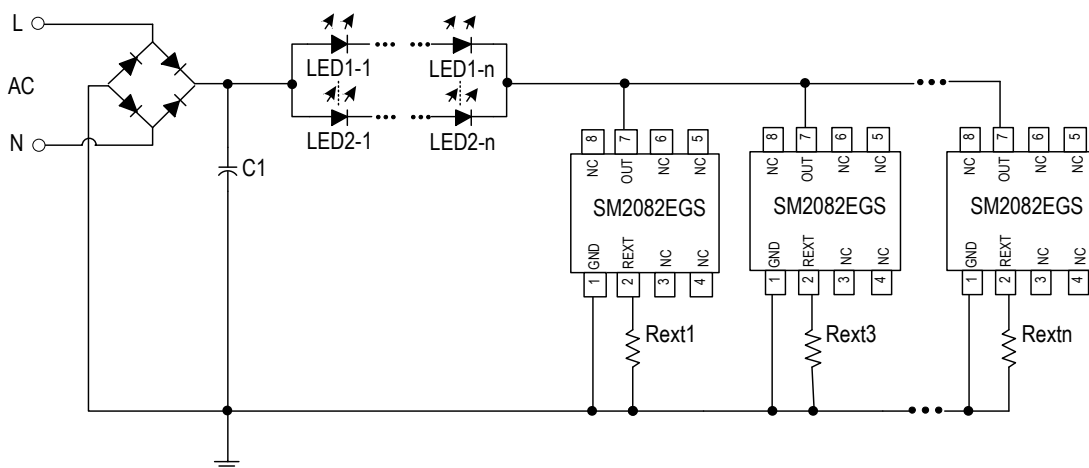 L
AC
N
LED1-1
LED1-n
LED2-1
LED2-n
C1
8 7 6 5
NC OUT NC NC
SM2082EGS
GND REXT NC NC
1 2 3 4
Rext1
8 7 6 5
NC OUT NC NC
SM2082EGS
GND REXT NC NC
1 2 3 4
Rext3
8 7 6 5
NC OUT NC NC
SM2082EGS
GND REXT NC NC
1 2 3 4
Rextn